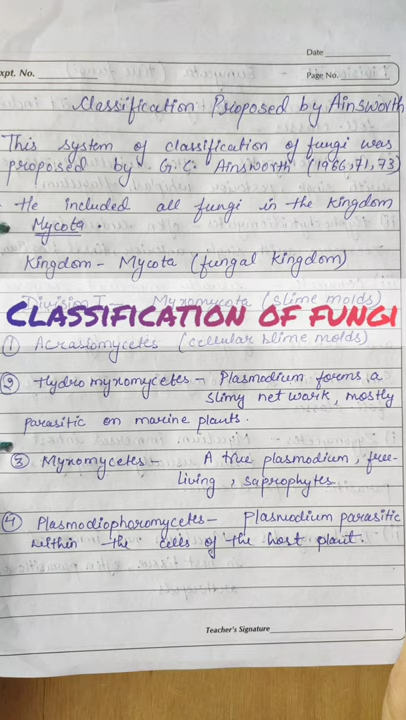 Date
xpt. No.
Page No.
Classification Proposed by Ainsworth
This system of classification of fungi was
proposed by G.C. Ainsworth (1966,71,73)
He included all fungi in the kingdom
Mycota.
Kingdom - Mycota (fungal kingdom)
Division I - Myxomycota (slime molds)
CLASSIFICATION OF FUNGI
① Acrasiomycetes (cellular slime molds)
② Hydromyxomycetes - Plasmodium forms a
slimy net work, mostly
parasitic on marine plants.
③ Myxomycetes - A true plasmodium, free-
living, saprophytes.
④ Plasmodiophoromycetes - Plasmodium parasitic
within the cells of the host plant.
Teacher's Signature